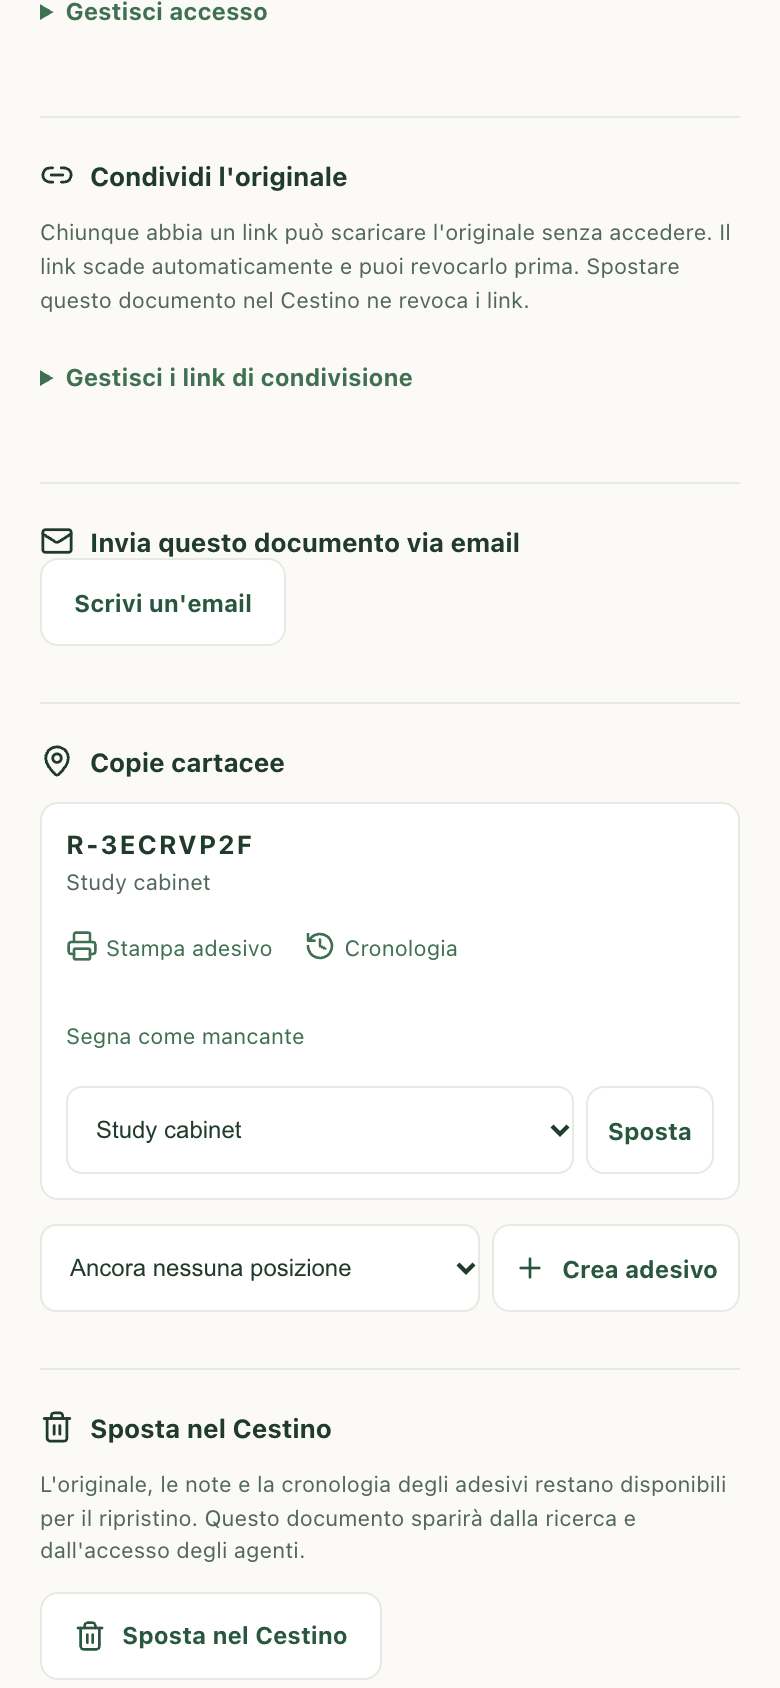 Gestisci accesso
Condividi l'originale
Chiunque abbia un link può scaricare l'originale senza accedere. Il
link scade automaticamente e puoi revocarlo prima. Spostare
questo documento nel Cestino ne revoca i link.
Gestisci i link di condivisione
Invia questo documento via email
Scrivi un'email
Copie cartacee
R-3ECRVP2F
Study cabinet
Stampa adesivo Cronologia
Segna come mancante
Study cabinet Sposta
Ancora nessuna posizione Crea adesivo
Sposta nel Cestino
L'originale, le note e la cronologia degli adesivi restano disponibili
per il ripristino. Questo documento sparirà dalla ricerca e
dall'accesso degli agenti.
Sposta nel Cestino